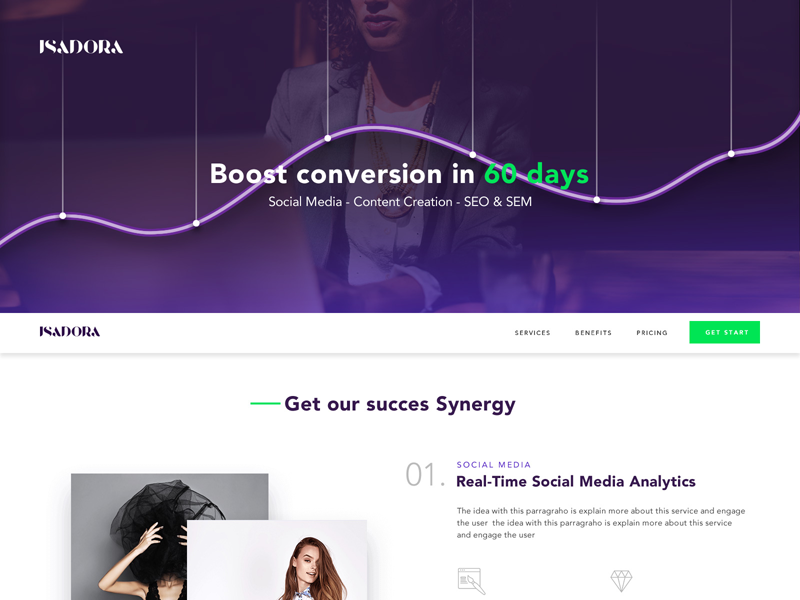 ISADORA
Boost conversion in 60 days
Social Media - Content Creation - SEO & SEM
ISADORA
SERVICES
BENEFITS
PRICING
GET START
Get our succes Synergy
01.
SOCIAL MEDIA
Real-Time Social Media Analytics
The idea with this parragraho is explain more about this service and engage
the user the idea with this parragraho is explain more about this service
and engage the user